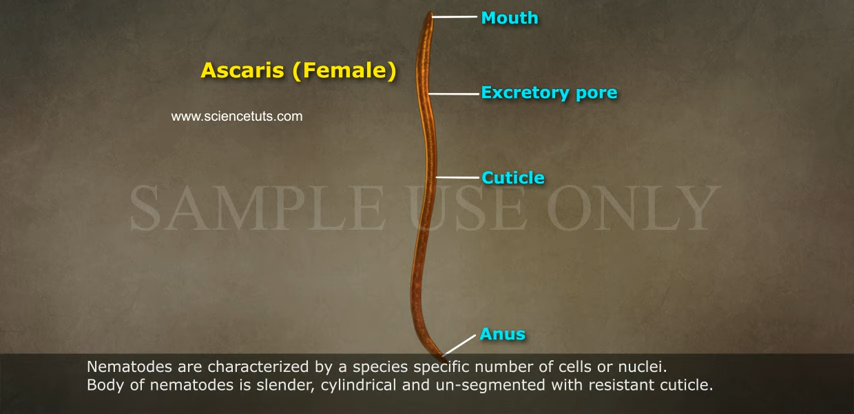 Mouth
Ascaris (Female)
Excretory pore
www.sciencetuts.com
Cuticle
SAMPLE USE ONLY
Anus
Nematodes are characterized by a species specific number of cells or nuclei.
Body of nematodes is slender, cylindrical and un-segmented with resistant cuticle.